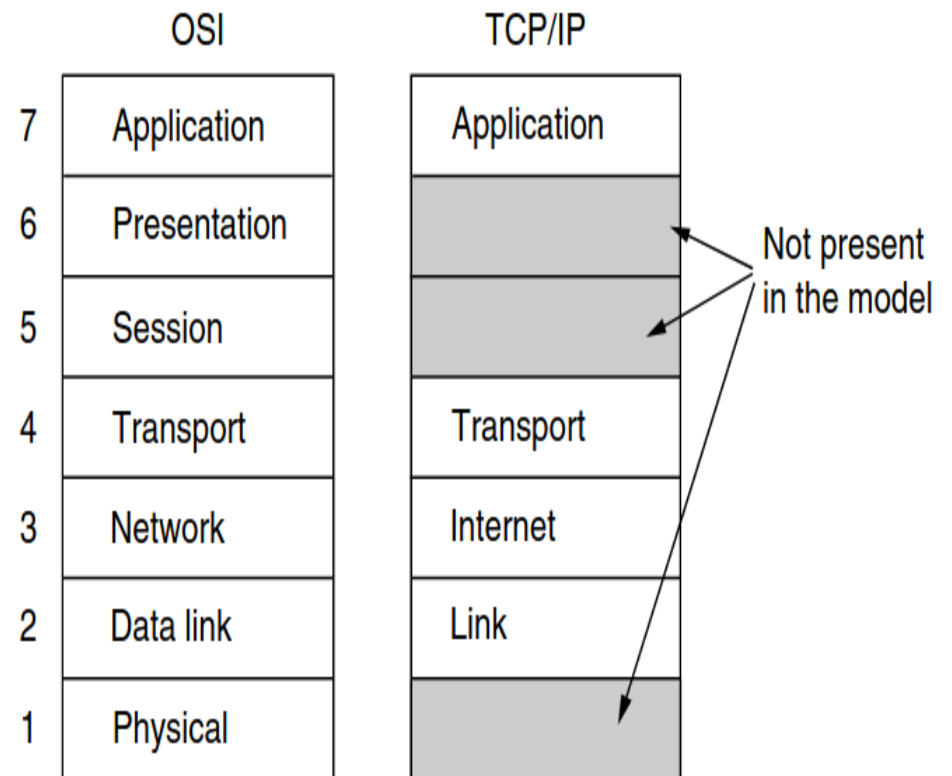 OSI TCP/IP
7 Application Application
6 Presentation
Not present
in the model
5 Session
4 Transport Transport
3 Network Internet
2 Data link Link
1 Physical